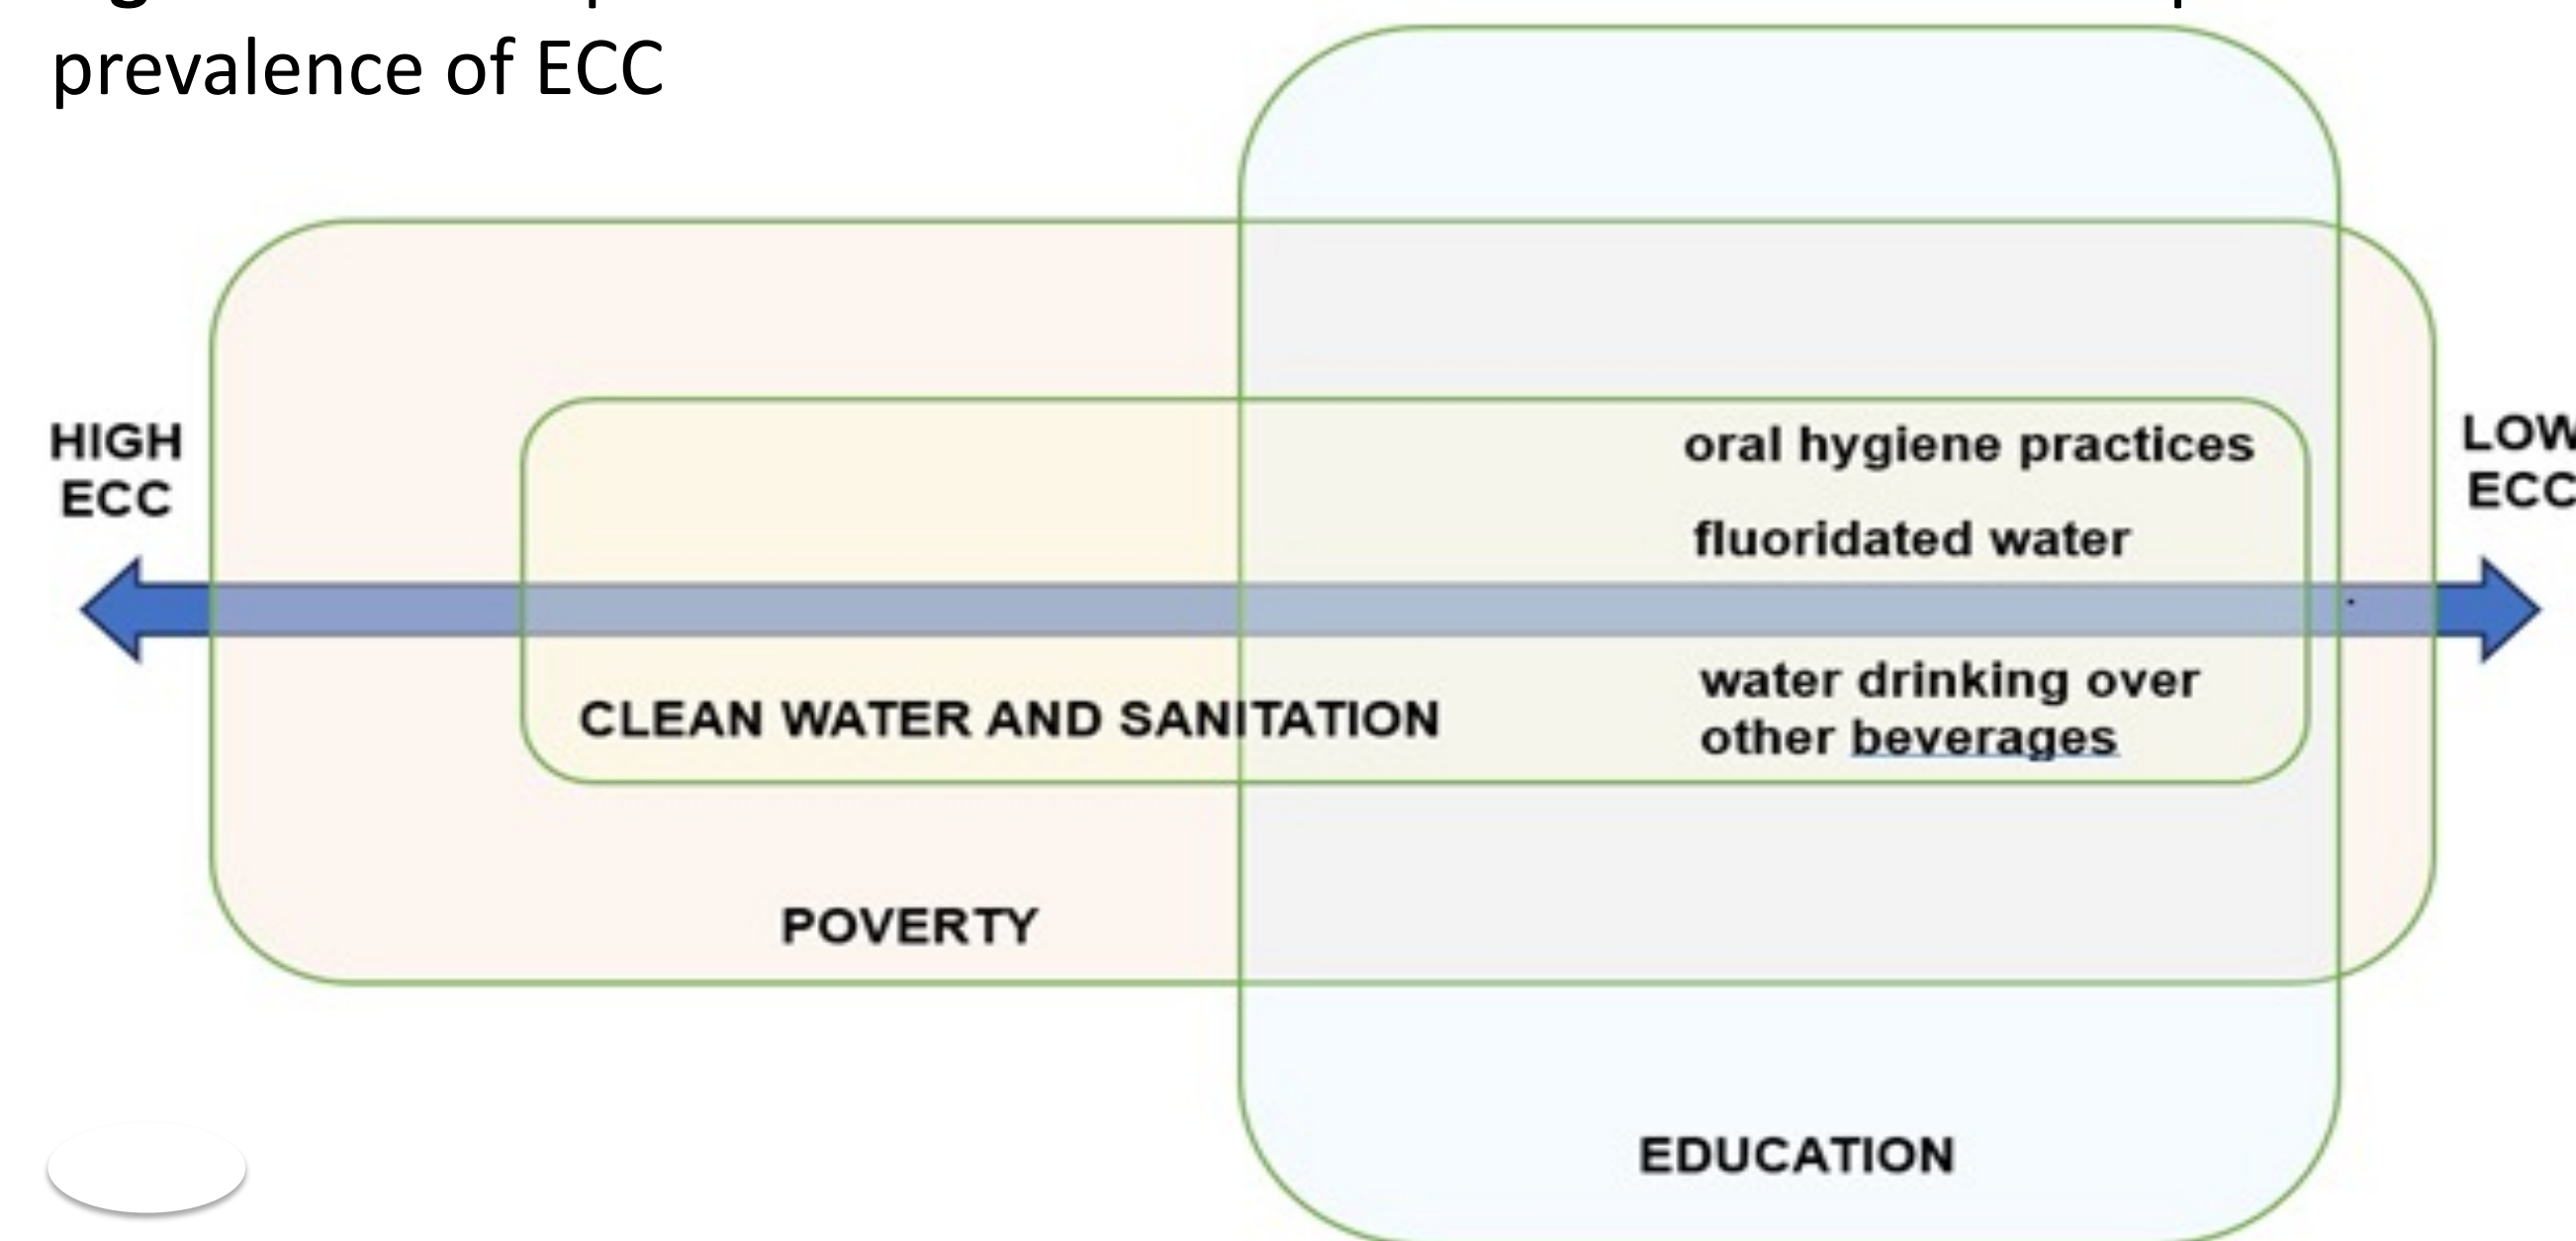 prevalence of ECC
HIGH
ECC
LOW
ECC
oral hygiene practices
fluoridated water
water drinking over
other beverages
CLEAN WATER AND SANITATION
POVERTY
EDUCATION